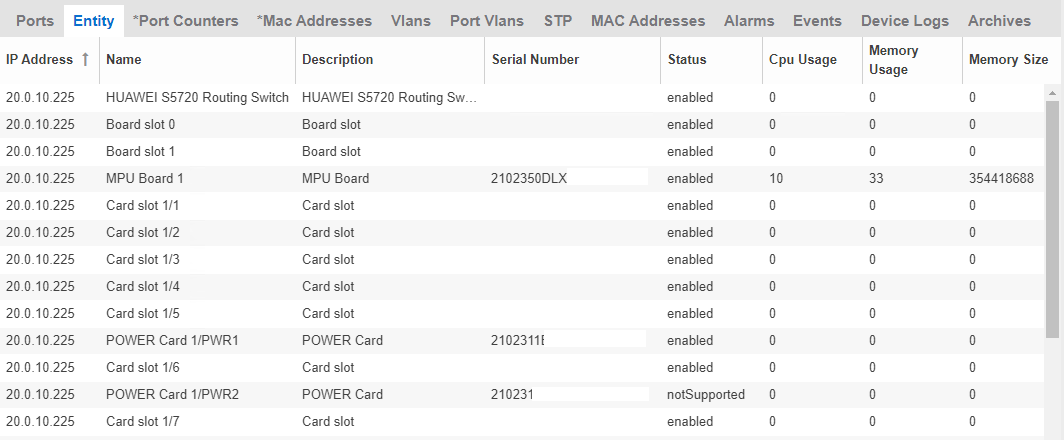 Ports Entity *Port Counters *Mac Addresses Vlans Port Vlans STP MAC Addresses Alarms Events Device Logs Archives
IP Address ↑ Name Description Serial Number Status Cpu Usage Memory Usage Memory Size
20.0.10.225 HUAWEI S5720 Routing Switch HUAWEI S5720 Routing Sw... enabled 0 0 0
20.0.10.225 Board slot 0 Board slot enabled 0 0 0
20.0.10.225 Board slot 1 Board slot enabled 0 0 0
20.0.10.225 MPU Board 1 MPU Board 2102350DLX enabled 10 33 354418688
20.0.10.225 Card slot 1/1 Card slot enabled 0 0 0
20.0.10.225 Card slot 1/2 Card slot enabled 0 0 0
20.0.10.225 Card slot 1/3 Card slot enabled 0 0 0
20.0.10.225 Card slot 1/4 Card slot enabled 0 0 0
20.0.10.225 Card slot 1/5 Card slot enabled 0 0 0
20.0.10.225 POWER Card 1/PWR1 POWER Card 2102311 enabled 0 0 0
20.0.10.225 Card slot 1/6 Card slot enabled 0 0 0
20.0.10.225 POWER Card 1/PWR2 POWER Card 210231 notSupported 0 0 0
20.0.10.225 Card slot 1/7 Card slot enabled 0 0 0